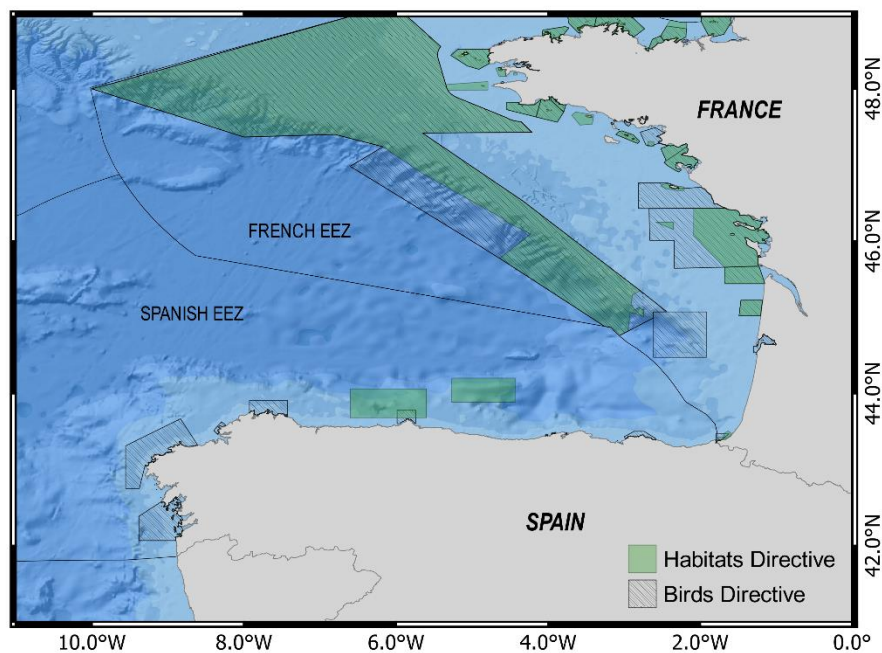 FRANCE
48.0°N
FRENCH EEZ
46.0°N
SPANISH EEZ
44.0°N
SPAIN
42.0°N
Habitats Directive
Birds Directive
10.0°W
8.0°W
6.0°W
4.0°W
2.0°W
0.0°